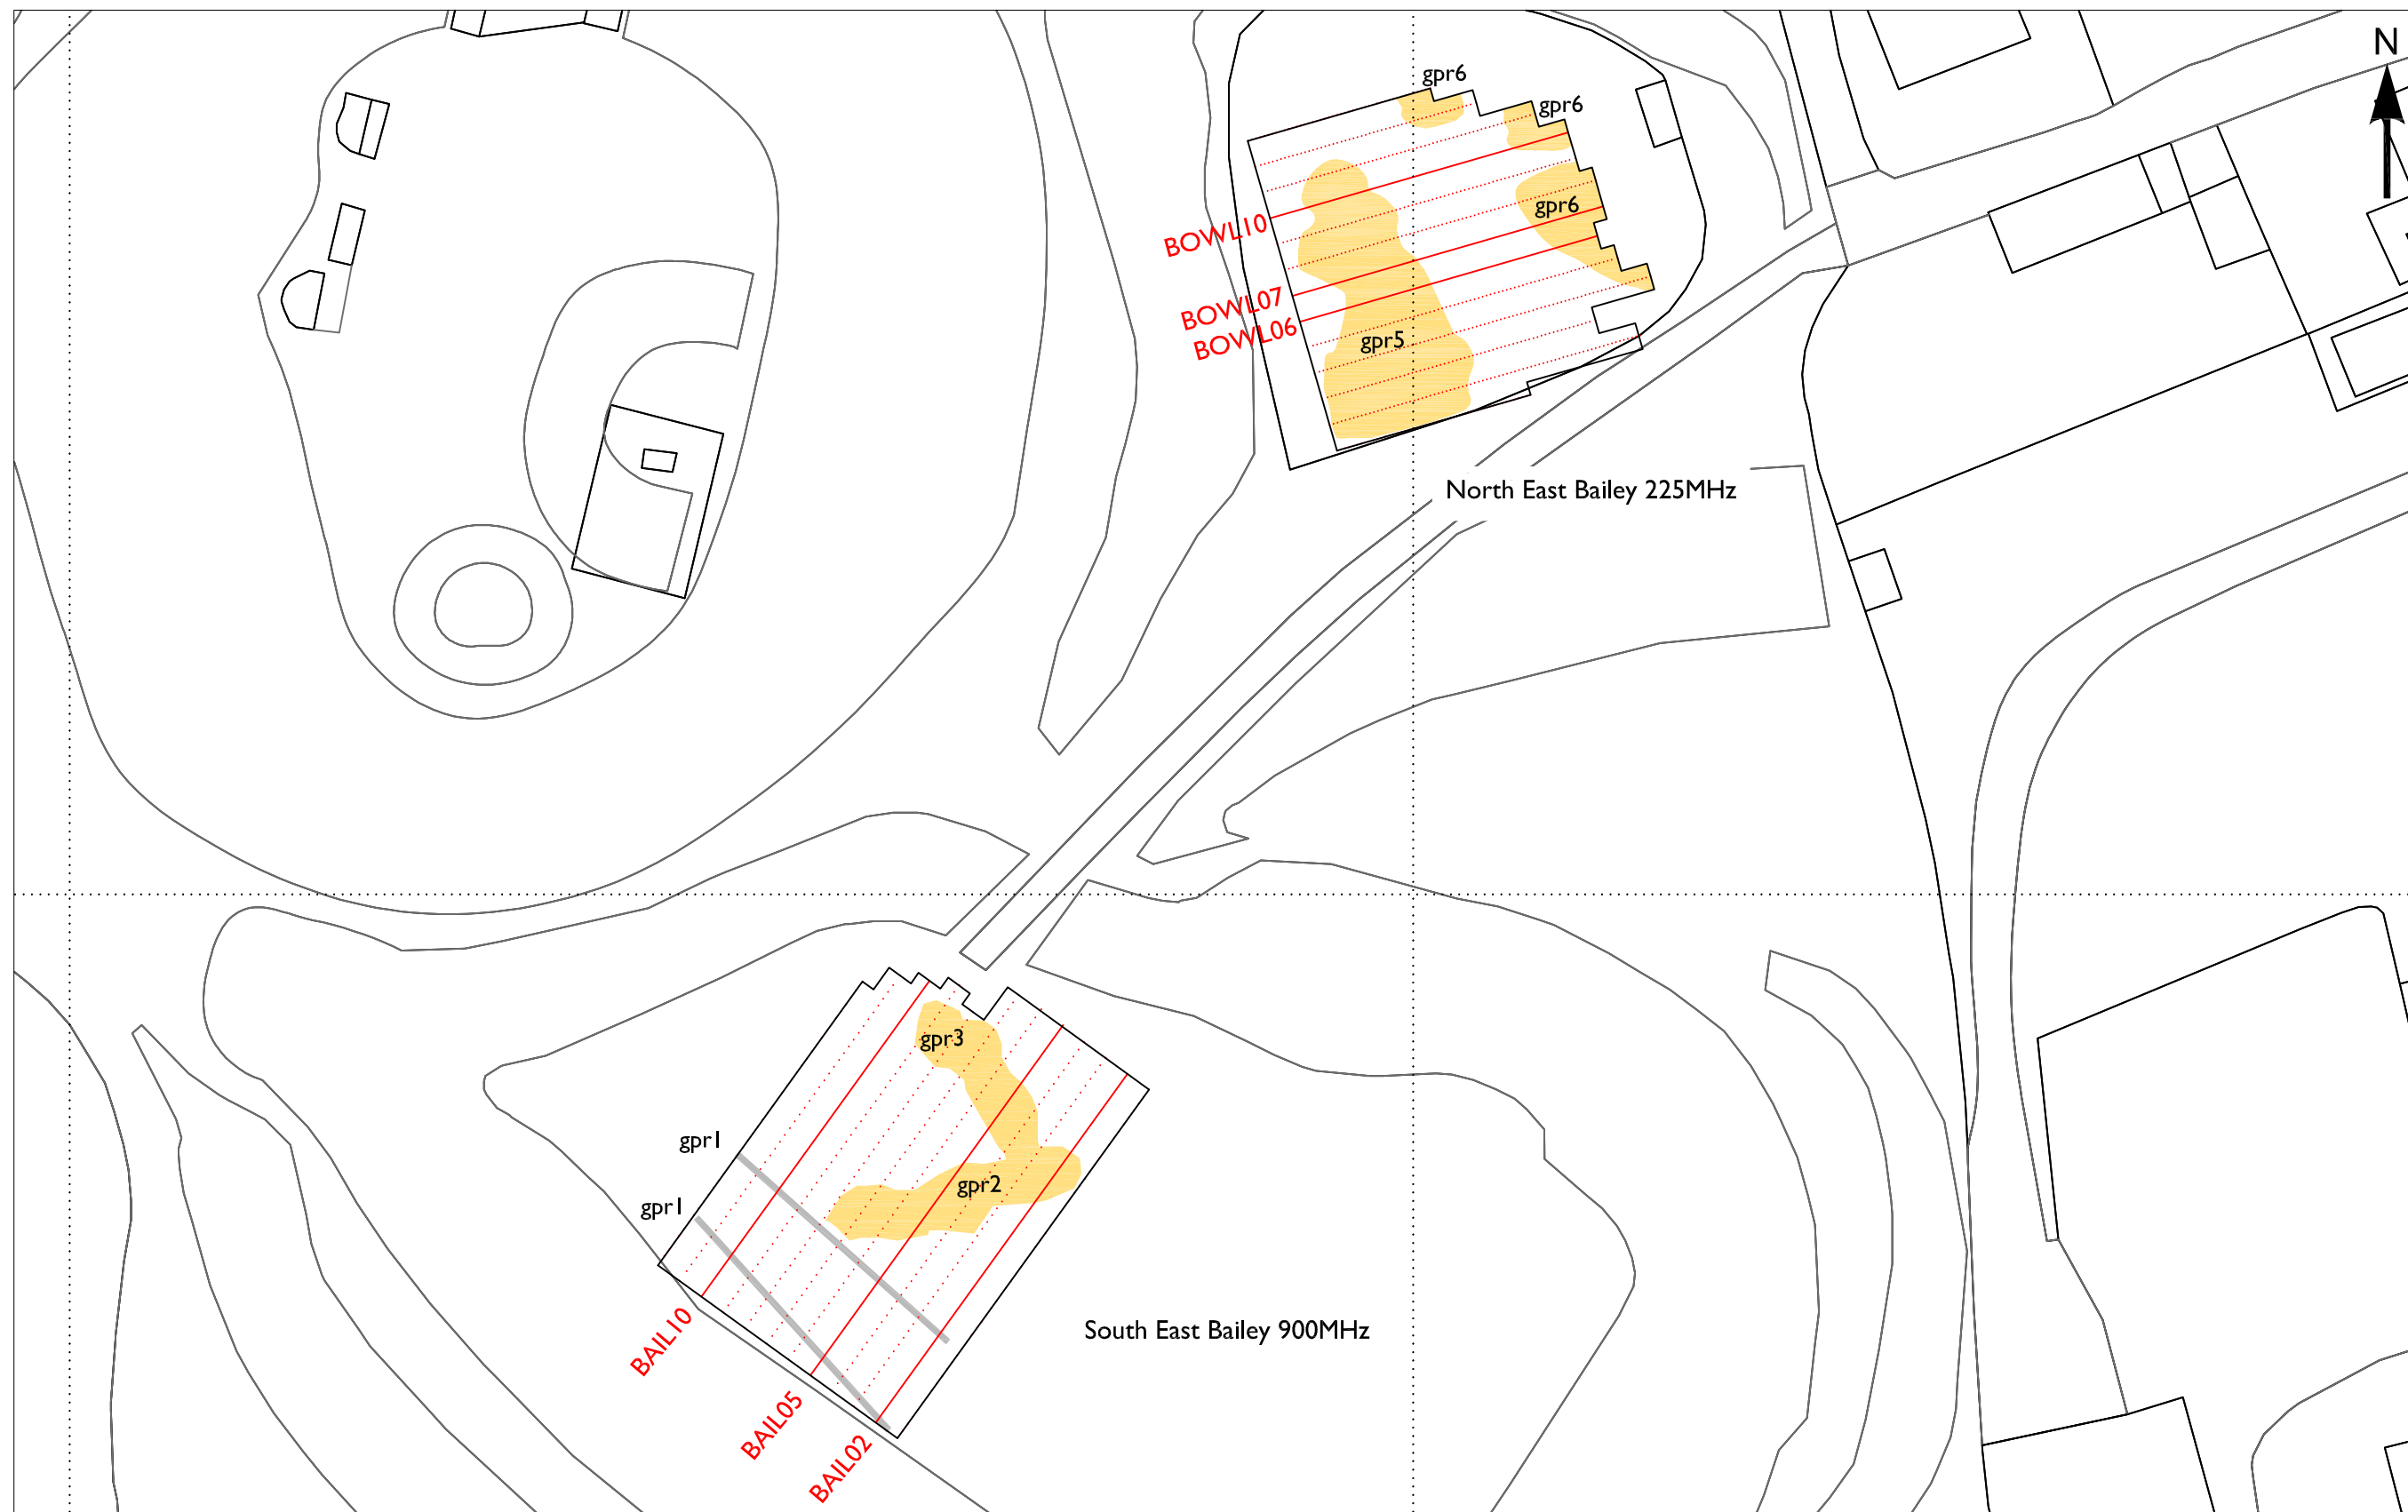 N
gpr6
gpr6
gpr6
BOWL10
BOWL07
BOWL06
gpr5
North East Bailey 225MHz
gpr3
gpr1
gpr2
gpr1
South East Bailey 900MHz
BAIL10
BAIL05
BAIL02